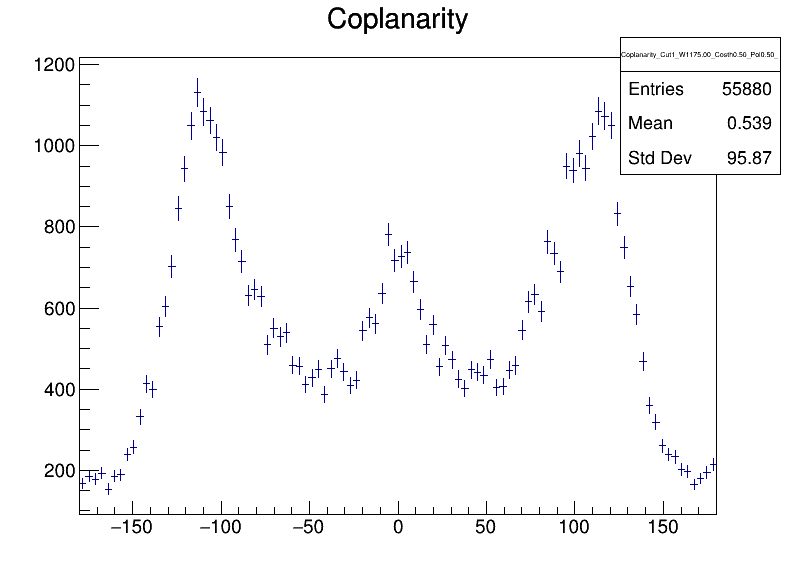 Coplanarity
Coplanarity_Cut1_W1175.00_Costh0.50_Pol0.50_
Entries 55880
Mean 0.539
Std Dev 95.87
1200
1000
800
600
400
200
−150 −100 −50 0 50 100 150